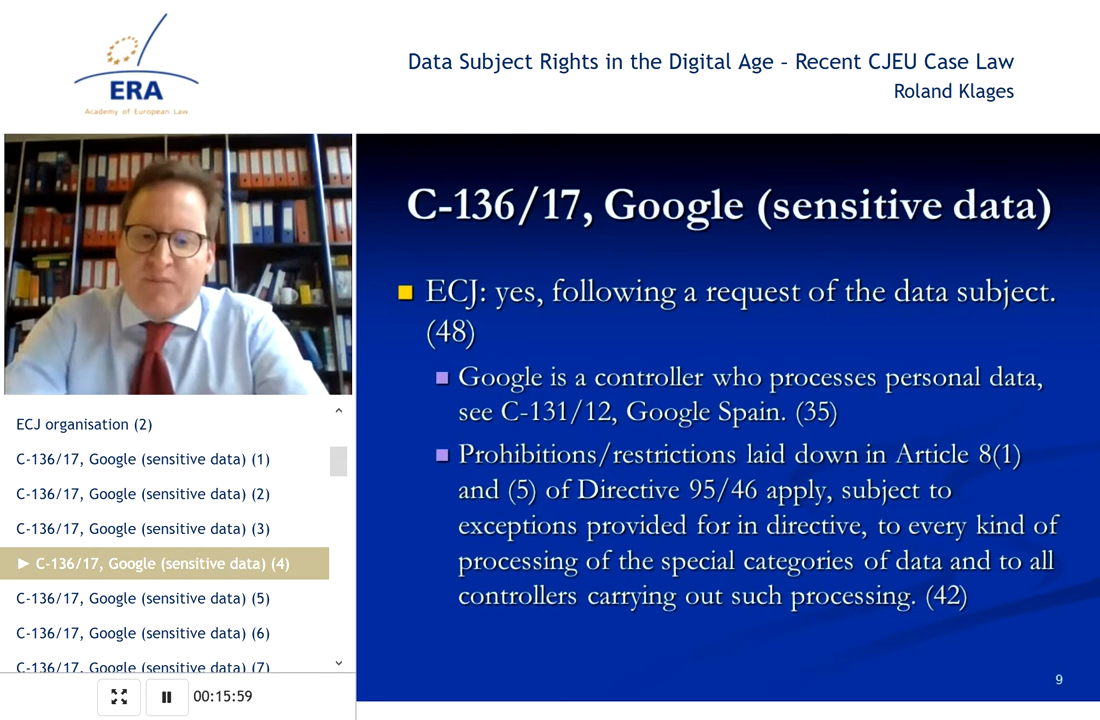 ERA
Academy of European Law
Data Subject Rights in the Digital Age - Recent CJEU Case Law
Roland Klages
ECJ organisation (2)
C-136/17, Google (sensitive data) (1)
C-136/17, Google (sensitive data) (2)
C-136/17, Google (sensitive data) (3)
► C-136/17, Google (sensitive data) (4)
C-136/17, Google (sensitive data) (5)
C-136/17, Google (sensitive data) (6)
C-136/17, Google (sensitive data) (7)
00:15:59
C-136/17, Google (sensitive data)
ECJ: yes, following a request of the data subject.
(48)
Google is a controller who processes personal data,
see C-131/12, Google Spain. (35)
Prohibitions/restrictions laid down in Article 8(1)
and (5) of Directive 95/46 apply, subject to
exceptions provided for in directive, to every kind of
processing of the special categories of data and to all
controllers carrying out such processing. (42)
9